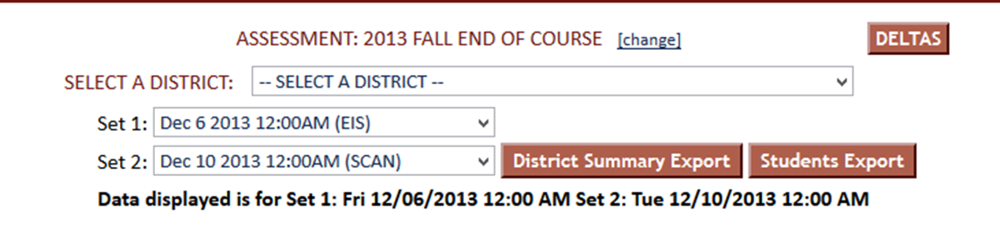 ASSESSMENT: 2013 FALL END OF COURSE [change] DELTAS
SELECT A DISTRICT: -- SELECT A DISTRICT --
Set 1: Dec 6 2013 12:00AM (EIS)
Set 2: Dec 10 2013 12:00AM (SCAN) District Summary Export Students Export
Data displayed is for Set 1: Fri 12/06/2013 12:00 AM Set 2: Tue 12/10/2013 12:00 AM